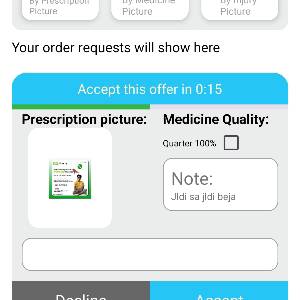 By Prescription by Medicine by Injury
Picture Picture Picture
Your order requests will show here
Accept this offer in 0:15
Prescription picture: Medicine Quality:
Quarter 100%
Note:
Jldi sa jldi beja
Decline Accept